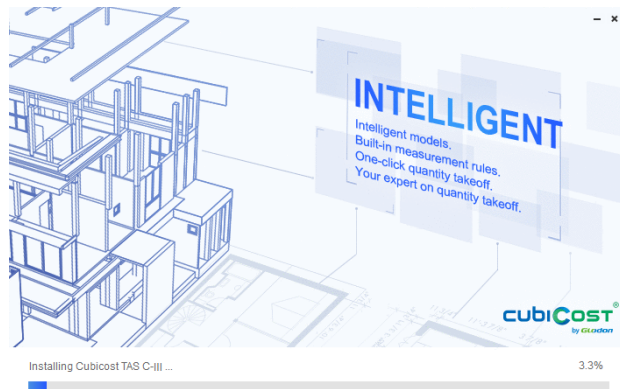 INTELLIGENT
Intelligent models.
Built-in measurement rules.
One-click quantity takeoff.
Your expert on quantity takeoff.
CUBICOST®
by Glodon
Installing Cubicost TAS C-III ...
3.3%